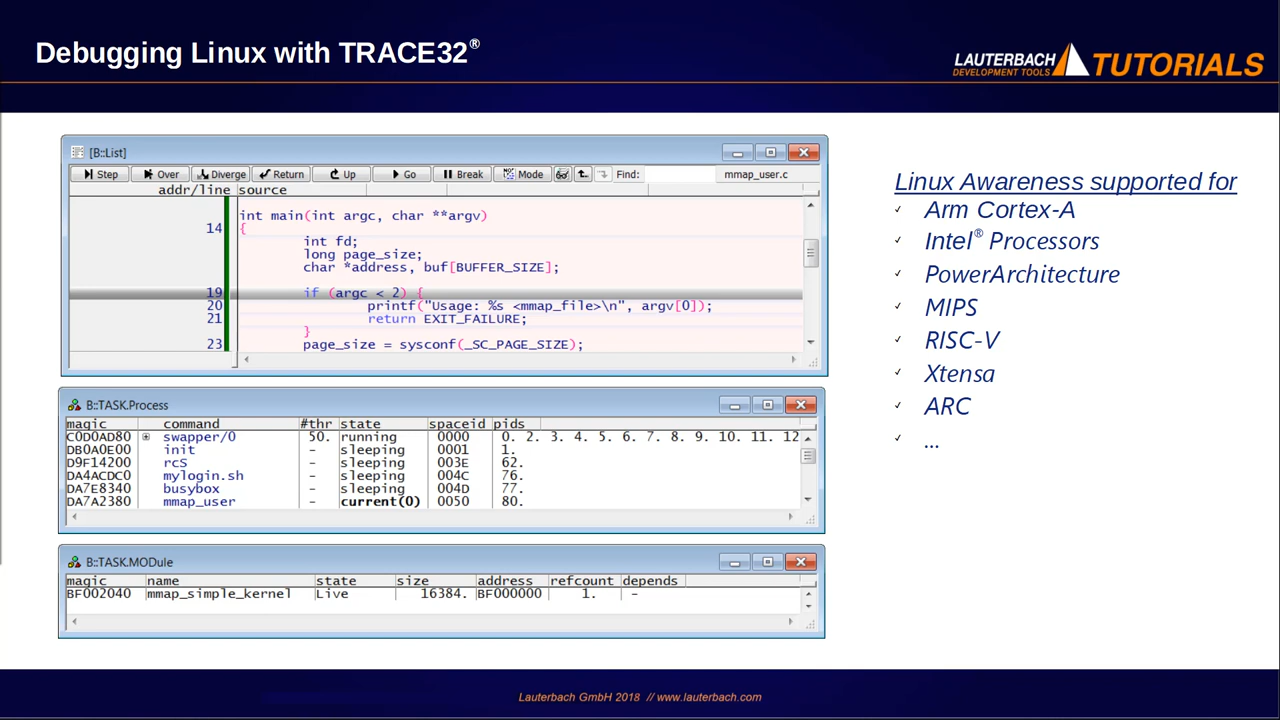 Debugging Linux with TRACE32®
LAUTERBACH
DEVELOPMENT TOOLS
TUTORIALS
[B::List]
Step Over Diverge Return Up Go Break Mode Find: mmap_user.c
addr/line source
int main(int argc, char **argv)
14 {
int fd;
long page_size;
char *address, buf[BUFFER_SIZE];
19 if (argc < 2) {
20 printf("Usage: %s <mmap_file>\n", argv[0]);
21 return EXIT_FAILURE;
}
23 page_size = sysconf(_SC_PAGE_SIZE);
B::TASK.Process
magic command #thr state spaceid pids
C0D0AD80 swapper/0 50. running 0000 0. 2. 3. 4. 5. 6. 7. 8. 9. 10. 11. 12
DB0A0E00 init - sleeping 0001 1.
D9F14200 rcS - sleeping 003E 62.
DA4ACDC0 mylogin.sh - sleeping 004C 76.
DA7E8340 busybox - sleeping 004D 77.
DA7A2380 mmap_user - current(0) 0050 80.
B::TASK.MODule
magic name state size address refcount depends
BF002040 mmap_simple_kernel Live 16384. BF000000 1. -
Linux Awareness supported for
✓ Arm Cortex-A
✓ Intel® Processors
✓ PowerArchitecture
✓ MIPS
✓ RISC-V
✓ Xtensa
✓ ARC
✓ ...
Lauterbach GmbH 2018 // www.lauterbach.com